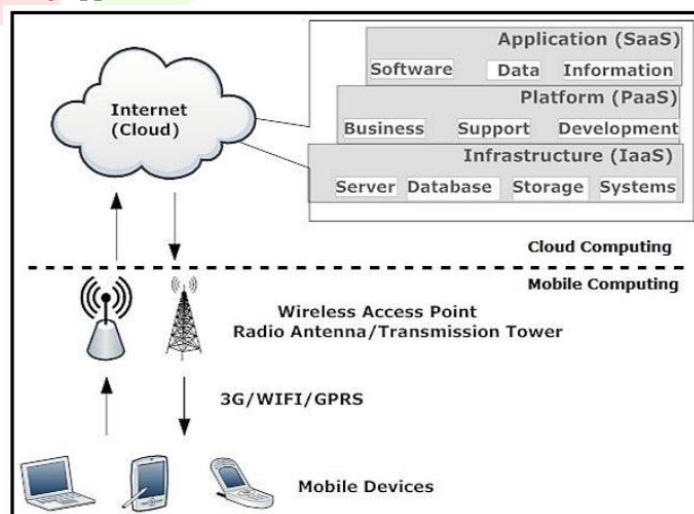 Application (SaaS)
Software Data Information
Platform (PaaS)
Business Support Development
Infrastructure (IaaS)
Server Database Storage Systems
Internet
(Cloud)
Cloud Computing
Mobile Computing
Wireless Access Point
Radio Antenna/Transmission Tower
3G/WIFI/GPRS
Mobile Devices